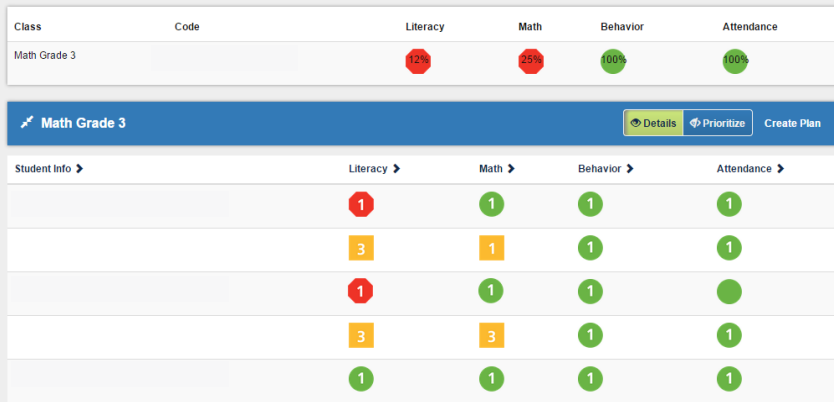 Class Code Literacy Math Behavior Attendance
Math Grade 3 12% 25% 100% 100%
Math Grade 3 Details Prioritize Create Plan
Student Info Literacy Math Behavior Attendance
1 1 1 1
3 1 1 1
1 1 1
3 3 1 1
1 1 1 1